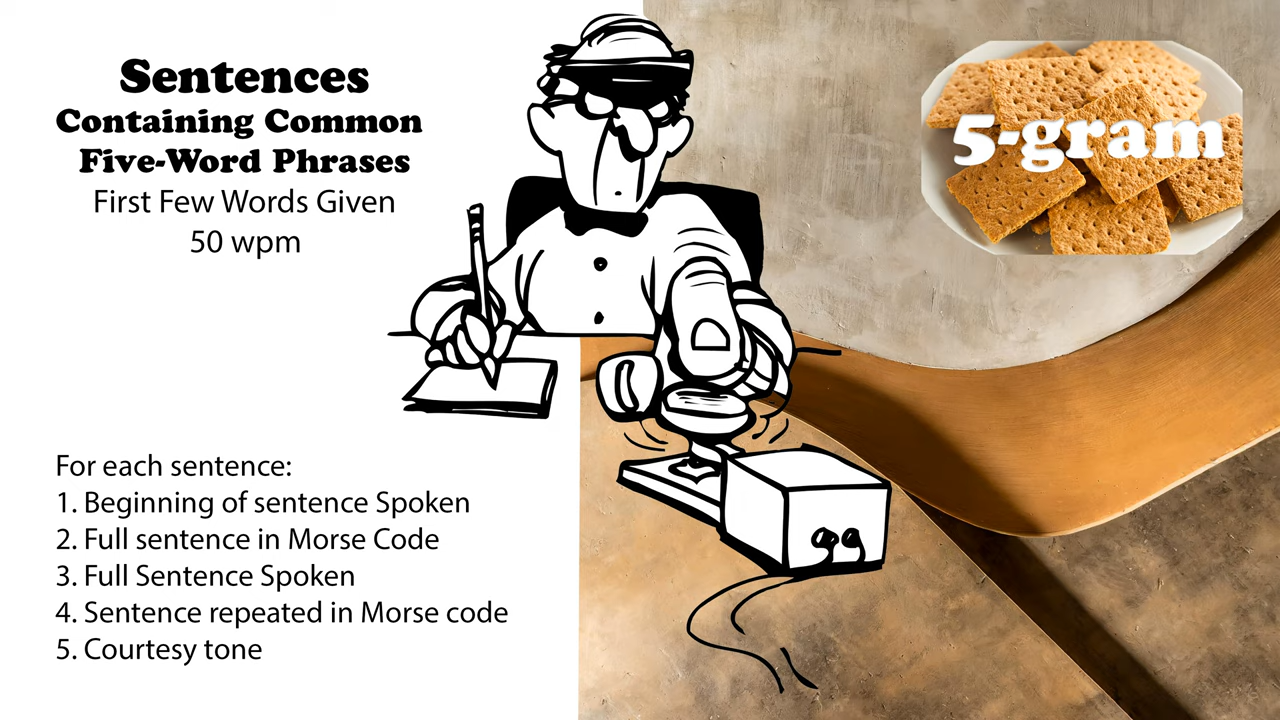 Sentences
Containing Common
Five-Word Phrases
First Few Words Given
50 wpm
5-gram
For each sentence:
1. Beginning of sentence Spoken
2. Full sentence in Morse Code
3. Full Sentence Spoken
4. Sentence repeated in Morse code
5. Courtesy tone